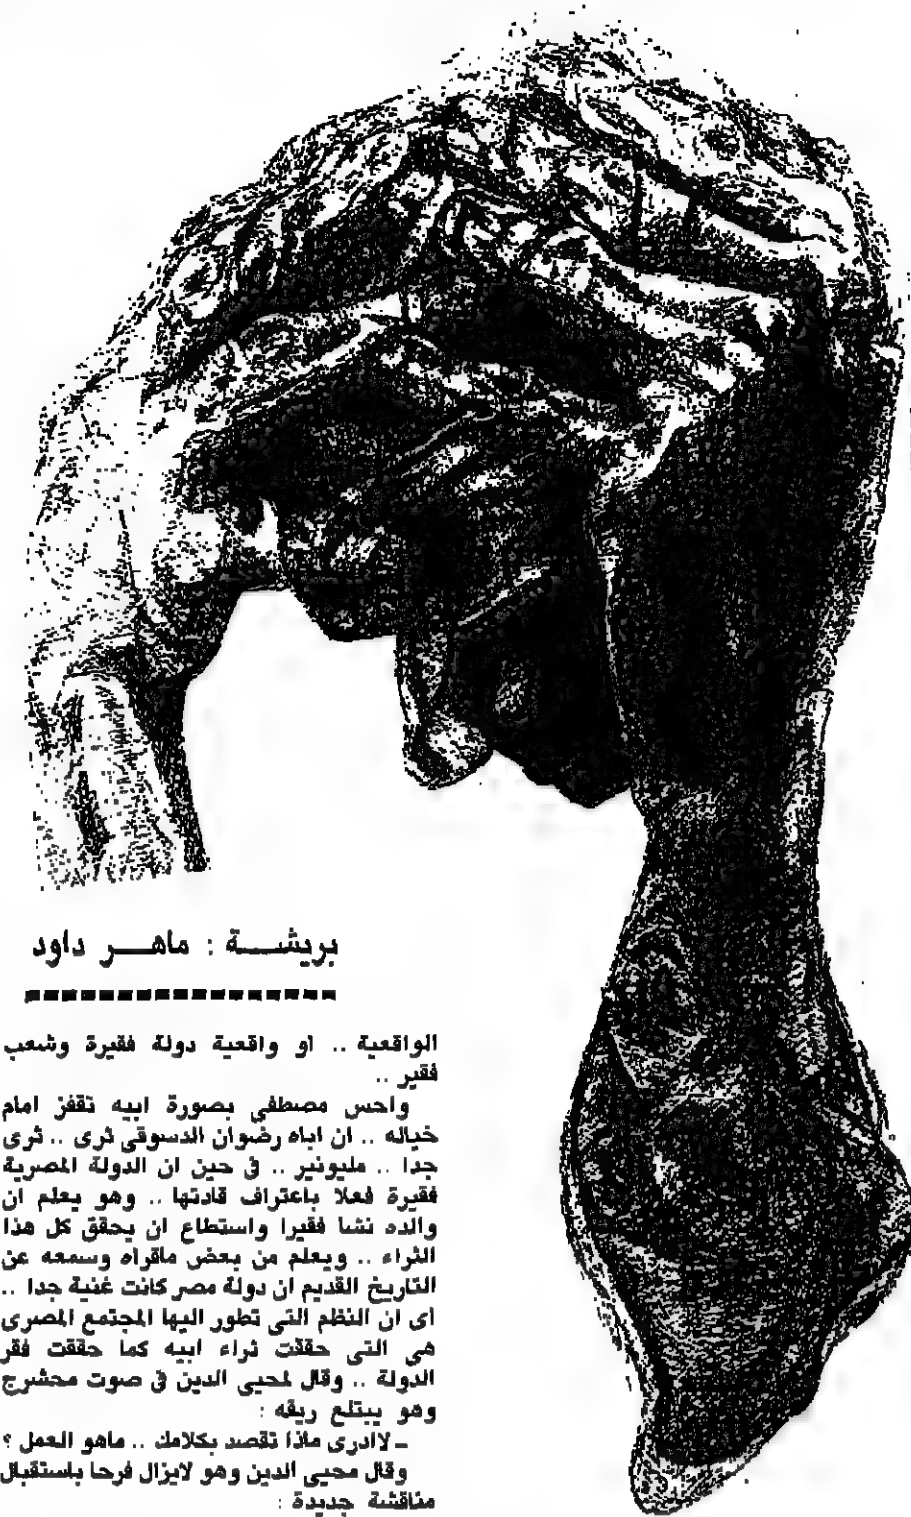 بريشــة : ماهــر داود
الواقعية .. او واقعية دولة فقيرة وشعب
فقير ..
واحس مصطفى بصورة ابيه تقفز امام
خياله .. ان اباه رضوان الدسوقى ثرى .. ثرى
جدا .. مليونير .. فى حين ان الدولة المصرية
فقيرة فعلا باعتراف قادتها .. وهو يعلم ان
والده نشا فقيرا واستطاع ان يحقق كل هذا
الثراء .. ويعلم من بعض ماقراه وسمعه عن
التاريخ القديم ان دولة مصر كانت غنية جدا ..
اى ان النظم التى تطور اليها المجتمع المصرى
هى التى حققت ثراء ابيه كما حققت فقر
الدولة .. وقال لمحيى الدين فى صوت محشرج
وهو يبتلع ريقه :
ـ لاادرى ماذا تقصد بكلامك .. ماهو العمل ؟
وقال محيى الدين وهو لايزال فرحا باستقبال
مناقشة جديدة :